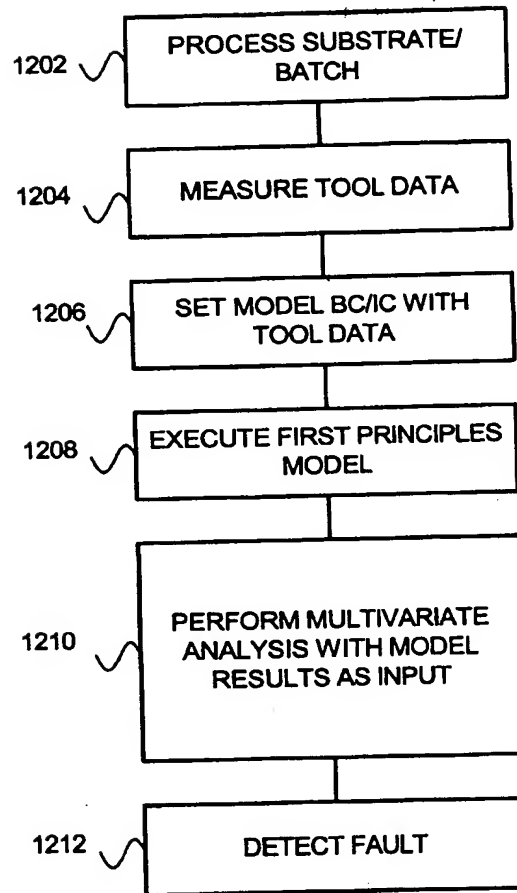 1202
PROCESS SUBSTRATE/
BATCH
1204
MEASURE TOOL DATA
1206
SET MODEL BC/IC WITH
TOOL DATA
1208
EXECUTE FIRST PRINCIPLES
MODEL
1210
PERFORM MULTIVARIATE
ANALYSIS WITH MODEL
RESULTS AS INPUT
1212
DETECT FAULT